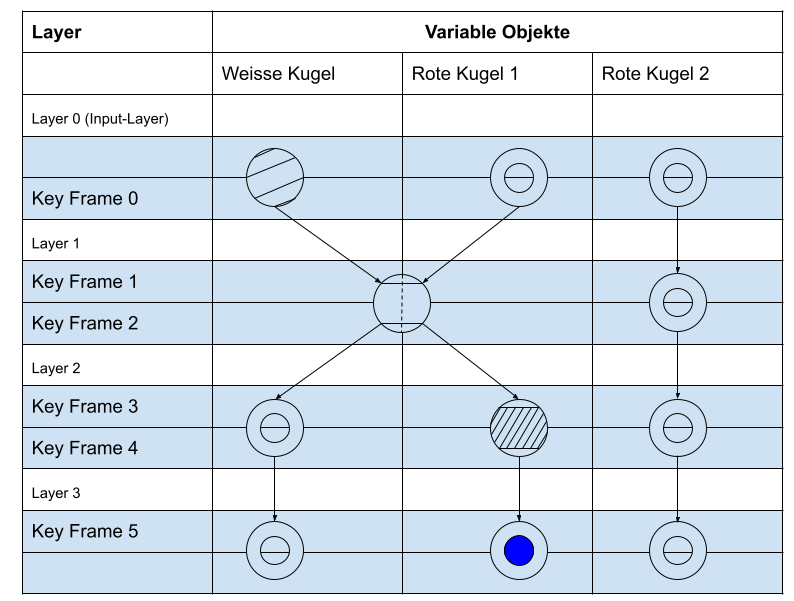 Layer Variable Objekte
Weisse Kugel Rote Kugel 1 Rote Kugel 2
Layer 0 (Input-Layer)
Key Frame 0
Layer 1
Key Frame 1
Key Frame 2
Layer 2
Key Frame 3
Key Frame 4
Layer 3
Key Frame 5